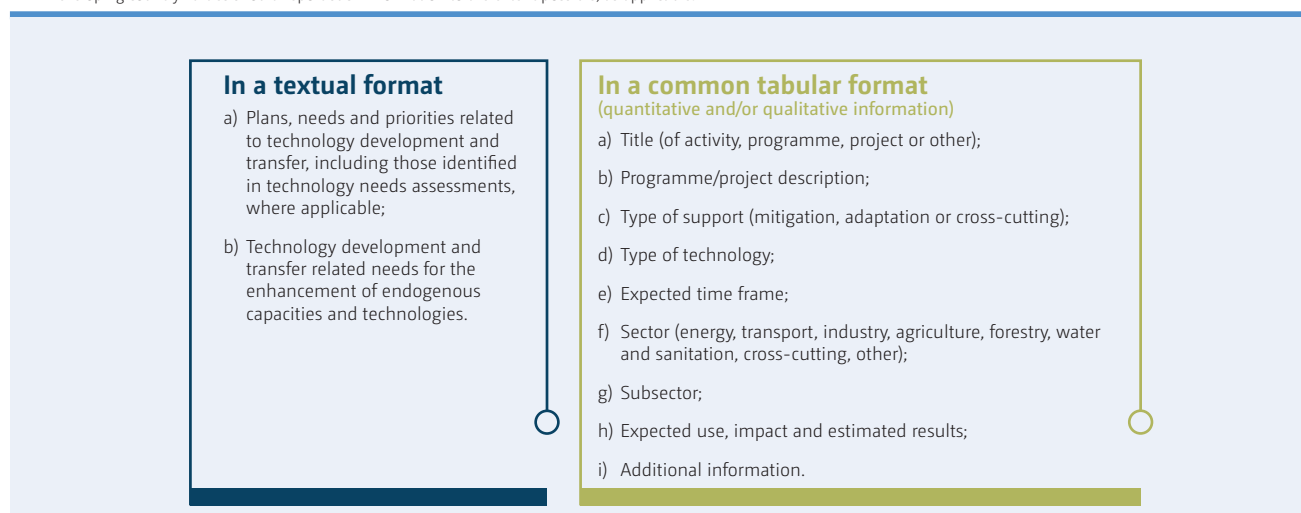 In a textual format
a) Plans, needs and priorities related
to technology development and
transfer, including those identified
in technology needs assessments,
where applicable;
b) Technology development and
transfer related needs for the
enhancement of endogenous
capacities and technologies.
In a common tabular format
(quantitative and/or qualitative information)
a) Title (of activity, programme, project or other);
b) Programme/project description;
c) Type of support (mitigation, adaptation or cross-cutting);
d) Type of technology;
e) Expected time frame;
f) Sector (energy, transport, industry, agriculture, forestry, water
and sanitation, cross-cutting, other);
g) Subsector;
h) Expected use, impact and estimated results;
i) Additional information.